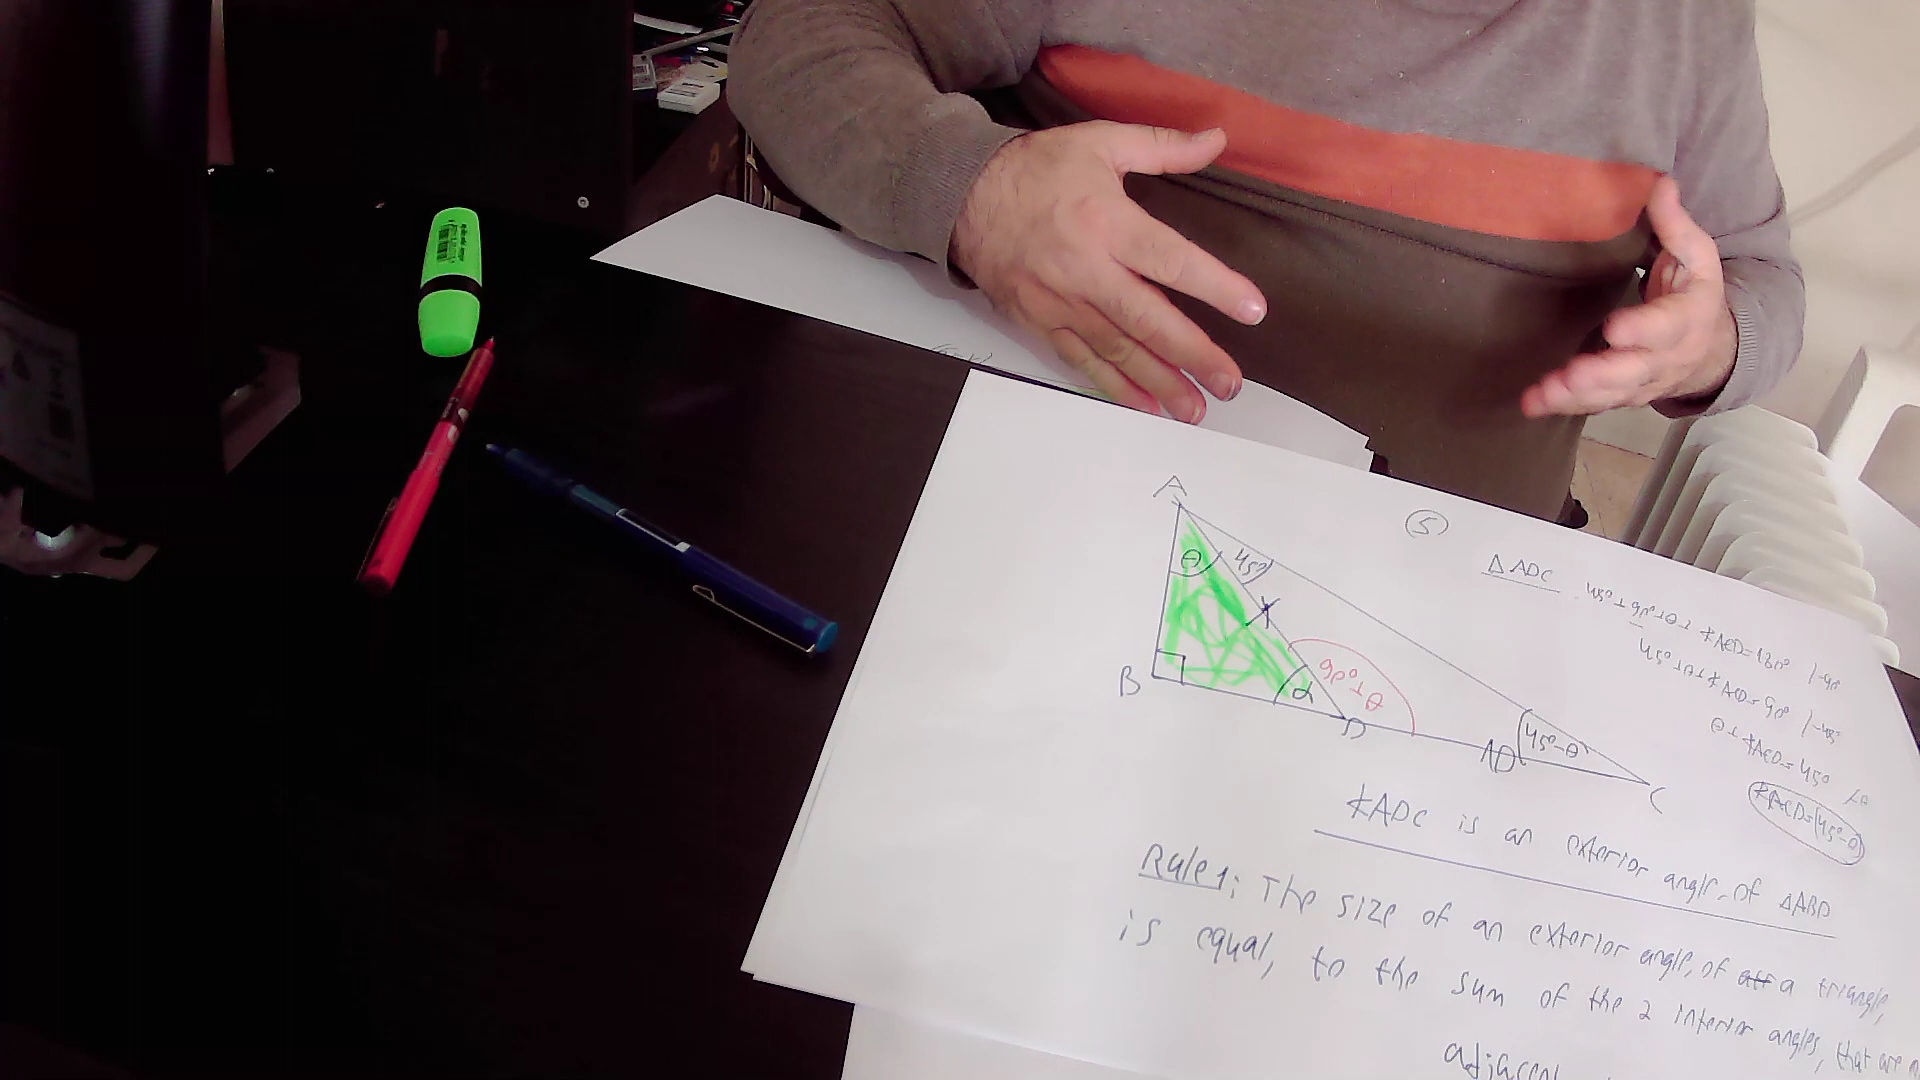 (5)
A
θ
45°
X
B
α
90°+θ
D
AD
45°-θ
C
Δ ADC
45°+90°+θ+∡ACD=180° /-90
45°+θ+∡ACD=90° /-45°
θ+∡ACD=45° /-θ
∡ACD=(45°-θ)
∡ADC is an exterior angle, of ΔABD
Rule 1: The size of an exterior angle, of a triangle,
is equal, to the sum of the 2 interior angles, that are
adjacent